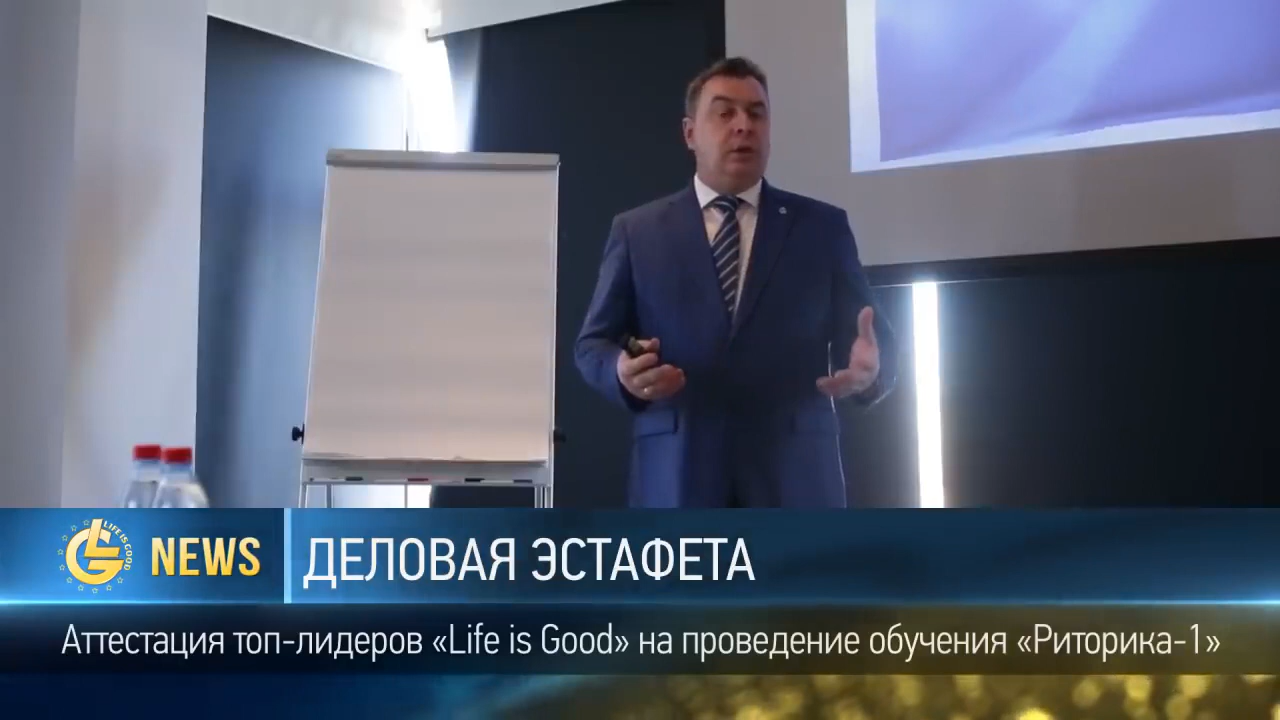 LIFE IS GOOD
NEWS
ДЕЛОВАЯ ЭСТАФЕТА
Аттестация топ-лидеров «Life is Good» на проведение обучения «Риторика-1»